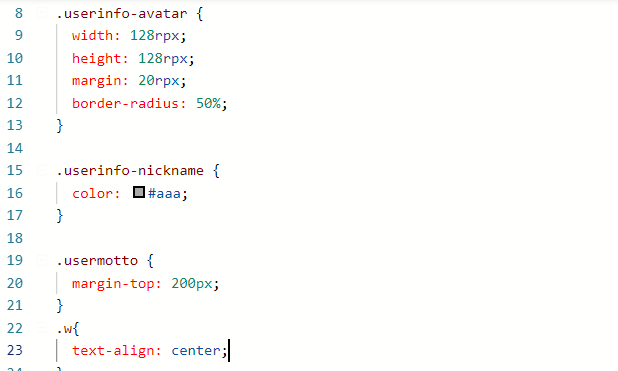 8 .userinfo-avatar {
9 width: 128rpx;
10 height: 128rpx;
11 margin: 20rpx;
12 border-radius: 50%;
13 }
14
15 .userinfo-nickname {
16 color: #aaa;
17 }
18
19 .usermotto {
20 margin-top: 200px;
21 }
22 .w{
23 text-align: center;
24 }